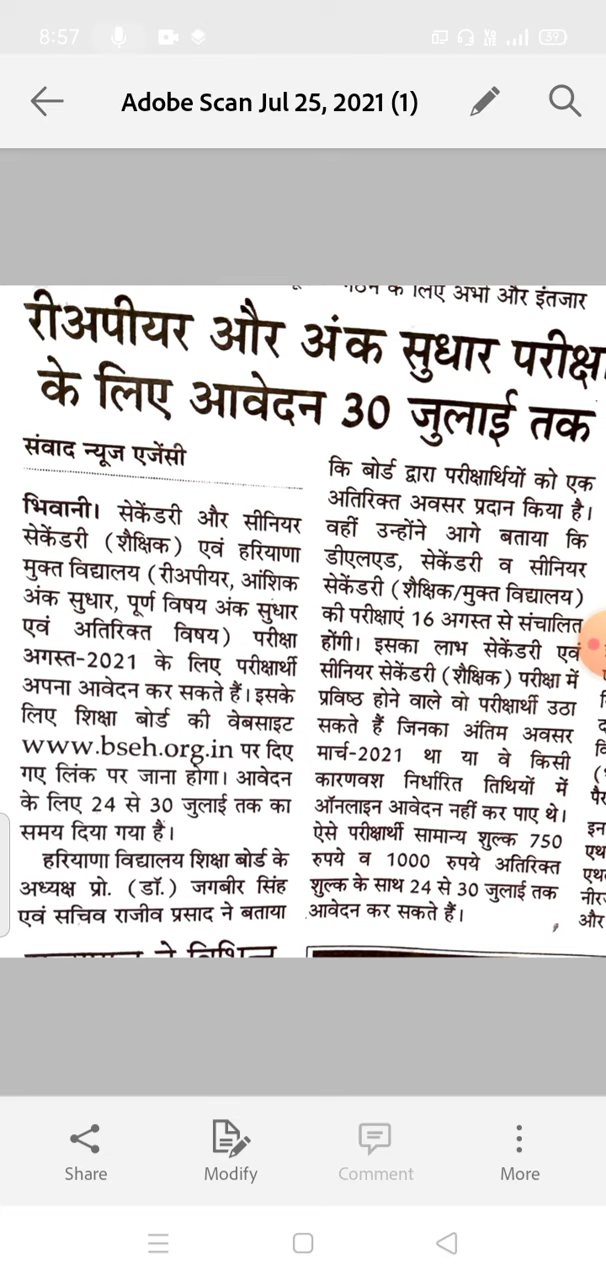 8:57
39
Adobe Scan Jul 25, 2021 (1)
के लिए अभी और इंतजार
रीअपीयर और अंक सुधार परीक्षा
के लिए आवेदन 30 जुलाई तक
संवाद न्यूज एजेंसी
भिवानी। सेकेंडरी और सीनियर
सेकेंडरी (शैक्षिक) एवं हरियाणा
मुक्त विद्यालय (रीअपीयर, आंशिक
अंक सुधार, पूर्ण विषय अंक सुधार
एवं अतिरिक्त विषय) परीक्षा
अगस्त-2021 के लिए परीक्षार्थी
अपना आवेदन कर सकते हैं। इसके
लिए शिक्षा बोर्ड की वेबसाइट
www.bseh.org.in पर दिए
गए लिंक पर जाना होगा। आवेदन
के लिए 24 से 30 जुलाई तक का
समय दिया गया है।
हरियाणा विद्यालय शिक्षा बोर्ड के
अध्यक्ष प्रो. (डॉ.) जगबीर सिंह
एवं सचिव राजीव प्रसाद ने बताया
कि बोर्ड द्वारा परीक्षार्थियों को एक
अतिरिक्त अवसर प्रदान किया है।
वहीं उन्होंने आगे बताया कि
डीएलएड, सेकेंडरी व सीनियर
सेकेंडरी (शैक्षिक/मुक्त विद्यालय)
की परीक्षाएं 16 अगस्त से संचालित
होंगी। इसका लाभ सेकेंडरी एवं
सीनियर सेकेंडरी (शैक्षिक) परीक्षा में
प्रविष्ठ होने वाले वो परीक्षार्थी उठा
सकते हैं जिनका अंतिम अवसर
मार्च-2021 था या वे किसी
कारणवश निर्धारित तिथियों में
ऑनलाइन आवेदन नहीं कर पाए थे।
ऐसे परीक्षार्थी सामान्य शुल्क 750
रुपये व 1000 रुपये अतिरिक्त
शुल्क के साथ 24 से 30 जुलाई तक
आवेदन कर सकते हैं।
इन
एथ
एथ
और
ने विभिन्न
Share
Modify
Comment
More